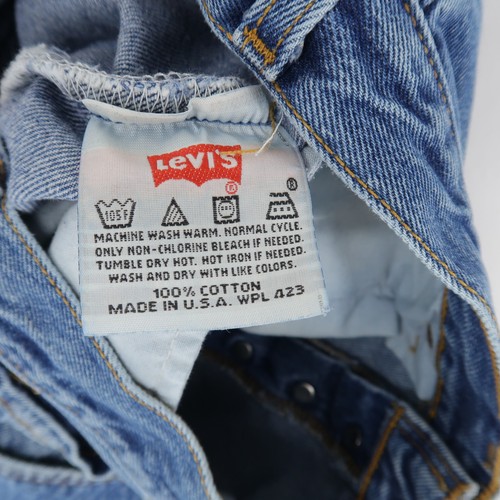 Levi's
®
105F
®
MACHINE WASH WARM. NORMAL CYCLE.
ONLY NON-CHLORINE BLEACH IF NEEDED.
TUMBLE DRY HOT. HOT IRON IF NEEDED.
WASH AND DRY WITH LIKE COLORS.
100% COTTON
MADE IN U.S.A. WPL 423